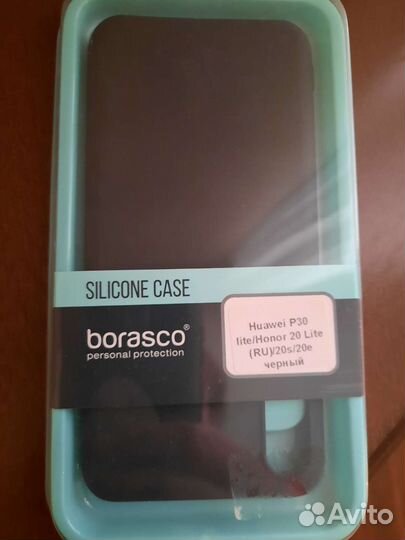 SILICONE CASE
borasco®
personal protection
Huawei P30
lite/Honor 20 Lite
(RU)/20s/20e
черный
Avito